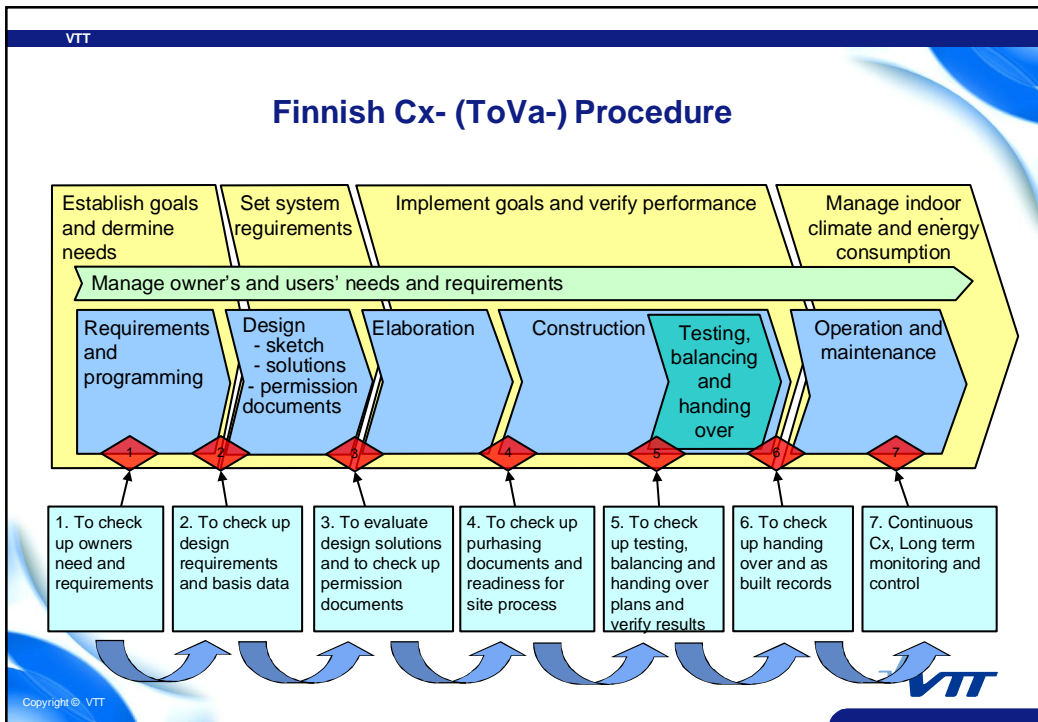 VTT
Finnish Cx- (ToVa-) Procedure
Establish goals
and dermine
needs
Set system
reguirements
Implement goals and verify performance
Manage indoor
climate and energy
consumption
Manage owner's and users' needs and requirements
Requirements
and
programming
Design
- sketch
- solutions
- permission
documents
Elaboration
Construction
Testing,
balancing
and
handing
over
Operation and
maintenance
1
2
3
4
5
6
7
1. To check
up owners
need and
requirements
2. To check up
design
requirements
and basis data
3. To evaluate
design solutions
and to check up
permission
documents
4. To check up
purhasing
documents and
readiness for
site process
5. To check
up testing,
balancing and
handing over
plans and
verify results
6. To check
up handing
over and as
built records
7. Continuous
Cx, Long term
monitoring and
control
Copyright © VTT
VTT